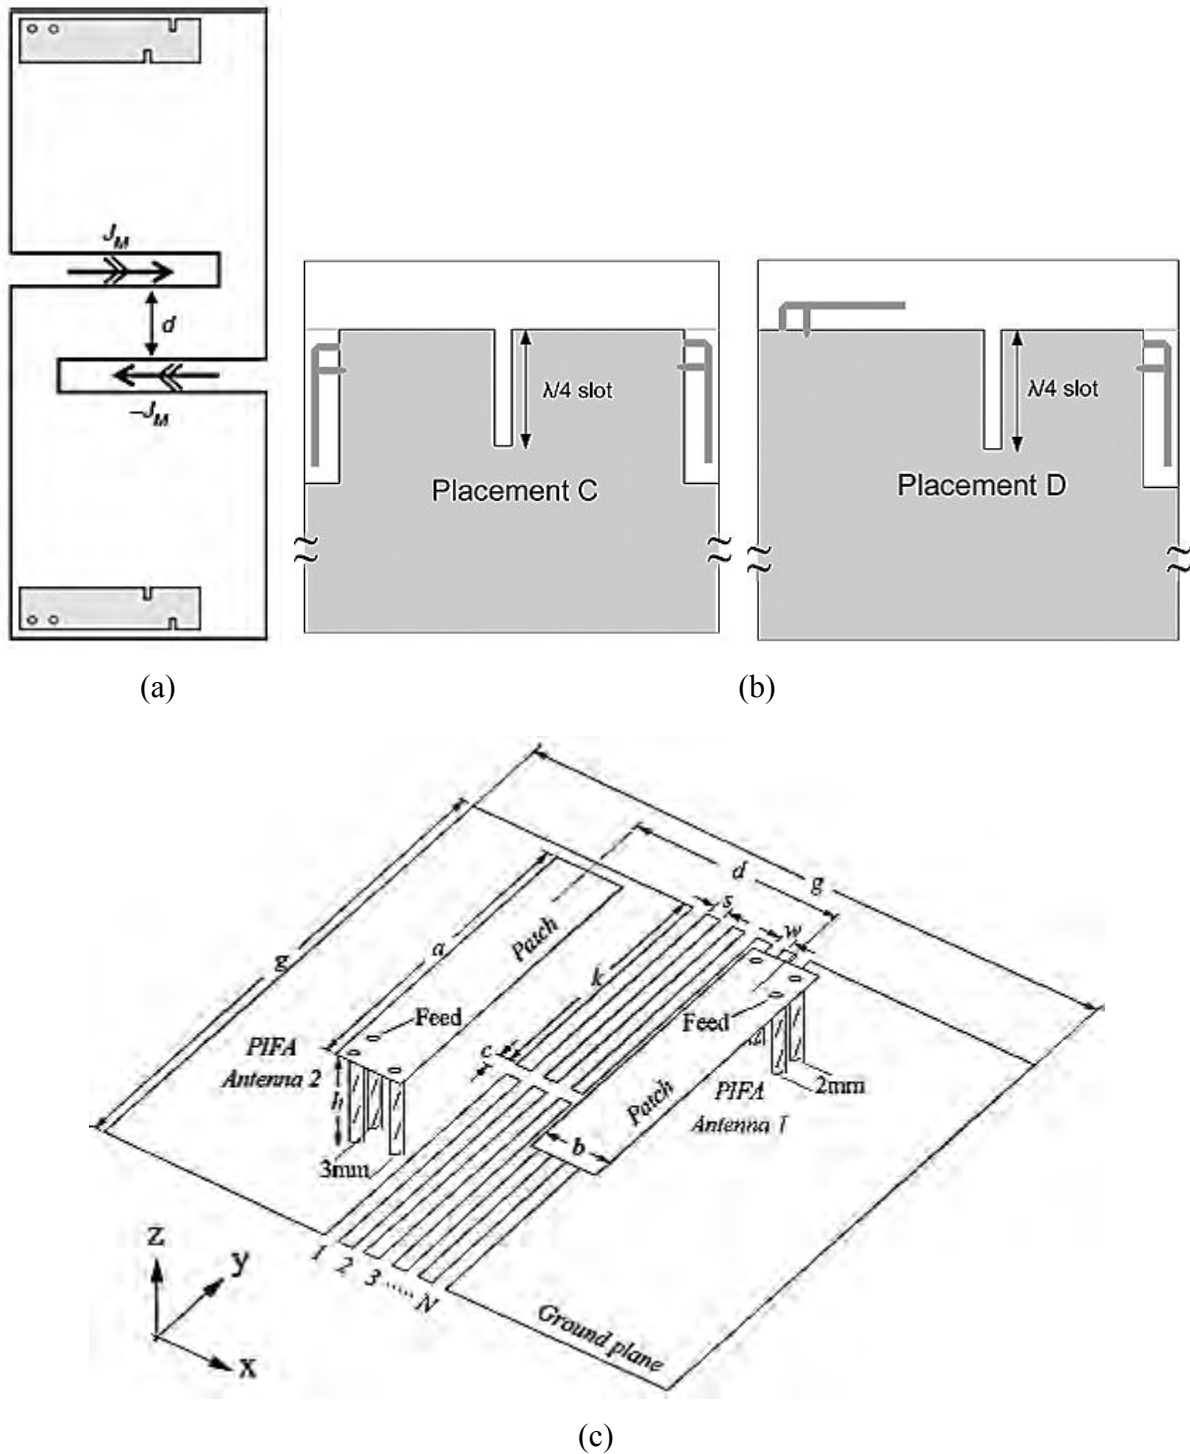 J_M
d
−J_M
λ/4 slot
Placement C
λ/4 slot
Placement D
(a)
(b)
d
g
s
w
g
a
Patch
k
Feed
Feed
PIFA
Antenna 2
c
h
2mm
PIFA
Antenna 1
Patch
b
3mm
1 2 3 ..... N
Ground plane
z
y
x
(c)